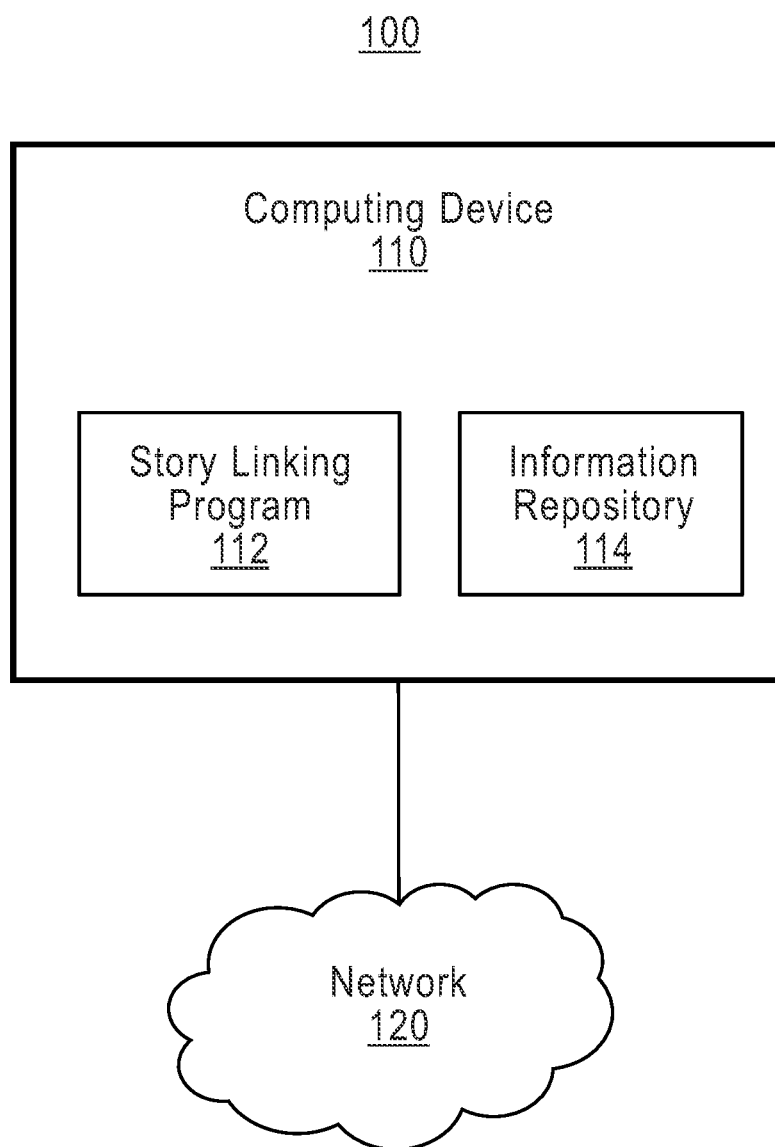 100
Computing Device
110
Story Linking
Program
112
Information
Repository
114
Network
120